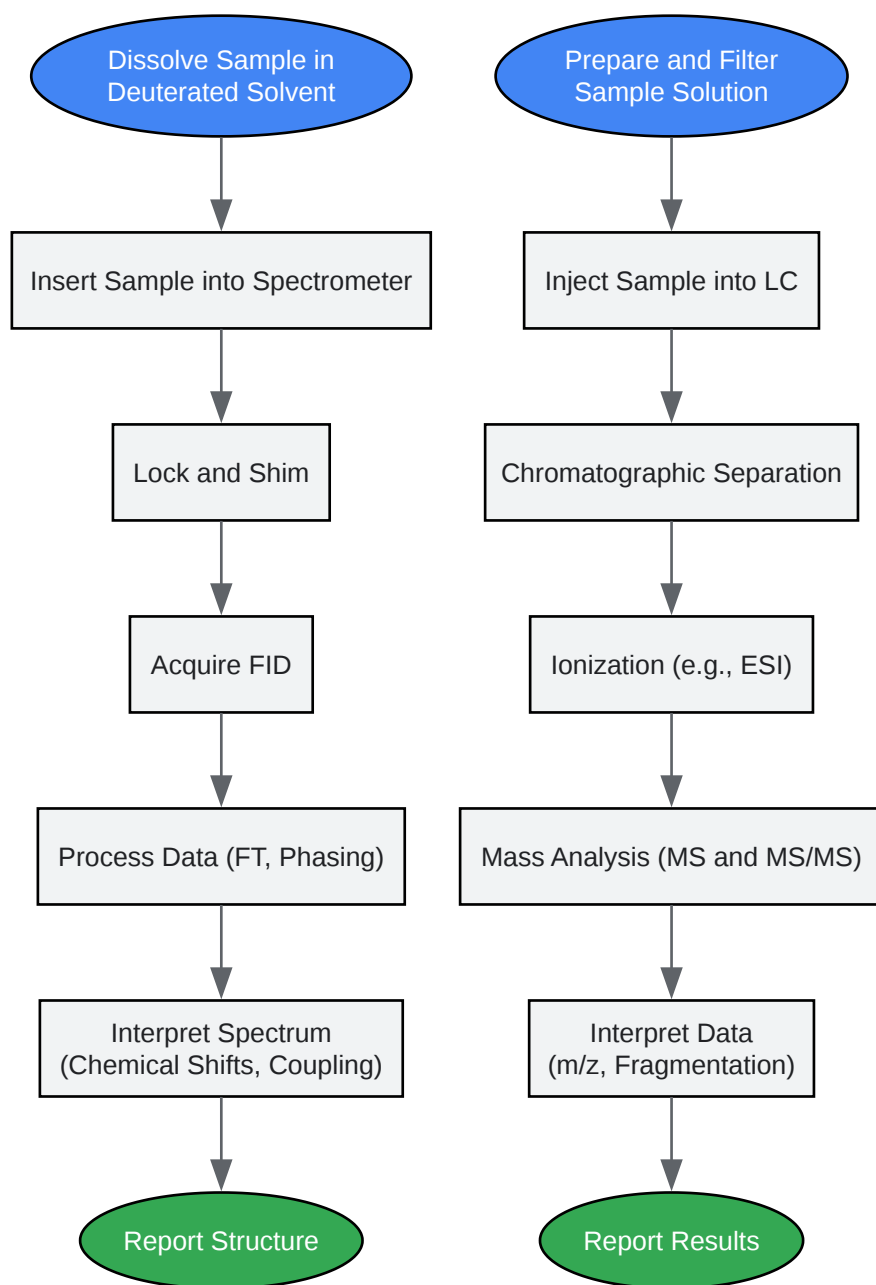 Dissolve Sample in
Deuterated Solvent
Insert Sample into Spectrometer
Lock and Shim
Acquire FID
Process Data (FT, Phasing)
Interpret Spectrum
(Chemical Shifts, Coupling)
Report Structure
Prepare and Filter
Sample Solution
Inject Sample into LC
Chromatographic Separation
Ionization (e.g., ESI)
Mass Analysis (MS and MS/MS)
Interpret Data
(m/z, Fragmentation)
Report Results